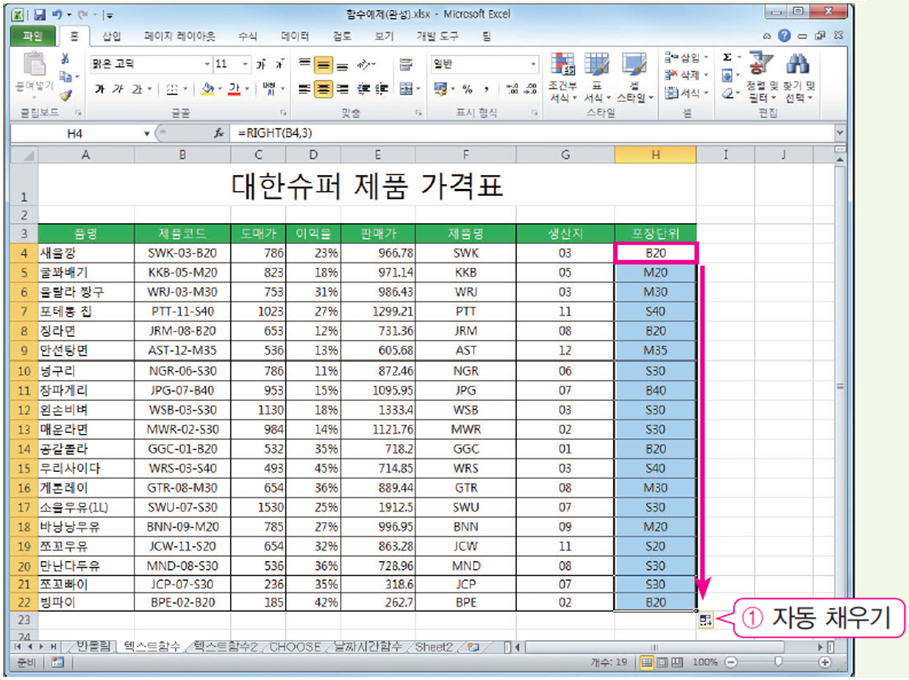 함수예제(완성).xlsx - Microsoft Excel
파일 홈 삽입 페이지 레이아웃 수식 데이터 검토 보기 개발 도구 팀
맑은 고딕 11 가 가 일반 삽입 Σ
붙여넣기 가 가 가 가 % , 조건부 서식 표 서식 셀 스타일 삭제 서식 정렬 및 필터 찾기 및 선택
클립보드 글꼴 맞춤 표시 형식 스타일 셀 편집
H4 fx =RIGHT(B4,3)
A B C D E F G H I J
1 대한슈퍼 제품 가격표
2
3 품명 제품코드 도매가 이익율 판매가 제품명 생산지 포장단위
4 새울깡 SWK-03-B20 786 23% 966.78 SWK 03 B20
5 굴꽈배기 KKB-05-M20 823 18% 971.14 KKB 05 M20
6 울랄라 짱구 WRJ-03-M30 753 31% 986.43 WRJ 03 M30
7 포테통 칩 PTT-11-S40 1023 27% 1299.21 PTT 11 S40
8 징라면 JRM-08-B20 653 12% 731.36 JRM 08 B20
9 안선탕면 AST-12-M35 536 13% 605.68 AST 12 M35
10 넝구리 NGR-06-S30 786 11% 872.46 NGR 06 S30
11 장파게리 JPG-07-B40 953 15% 1095.95 JPG 07 B40
12 왼손비벼 WSB-03-S30 1130 18% 1333.4 WSB 03 S30
13 매운라면 MWR-02-S30 984 14% 1121.76 MWR 02 S30
14 공갈콜라 GGC-01-B20 532 35% 718.2 GGC 01 B20
15 우리사이다 WRS-03-S40 493 45% 714.85 WRS 03 S40
16 게톤레이 GTR-08-M30 654 36% 889.44 GTR 08 M30
17 소울우유(1L) SWU-07-S30 1530 25% 1912.5 SWU 07 S30
18 바낭낭우유 BNN-09-M20 785 27% 996.95 BNN 09 M20
19 쪼꼬우유 JCW-11-S20 654 32% 863.28 JCW 11 S20
20 만난다두유 MND-08-S30 536 36% 728.96 MND 08 S30
21 쪼꼬빠이 JCP-07-S30 236 35% 318.6 JCP 07 S30
22 빙파이 BPE-02-B20 185 42% 262.7 BPE 02 B20
23
24
① 자동 채우기
반올림 텍스트함수 텍스트함수2 CHOOSE 날짜시간함수 Sheet2
준비 개수: 19 100%